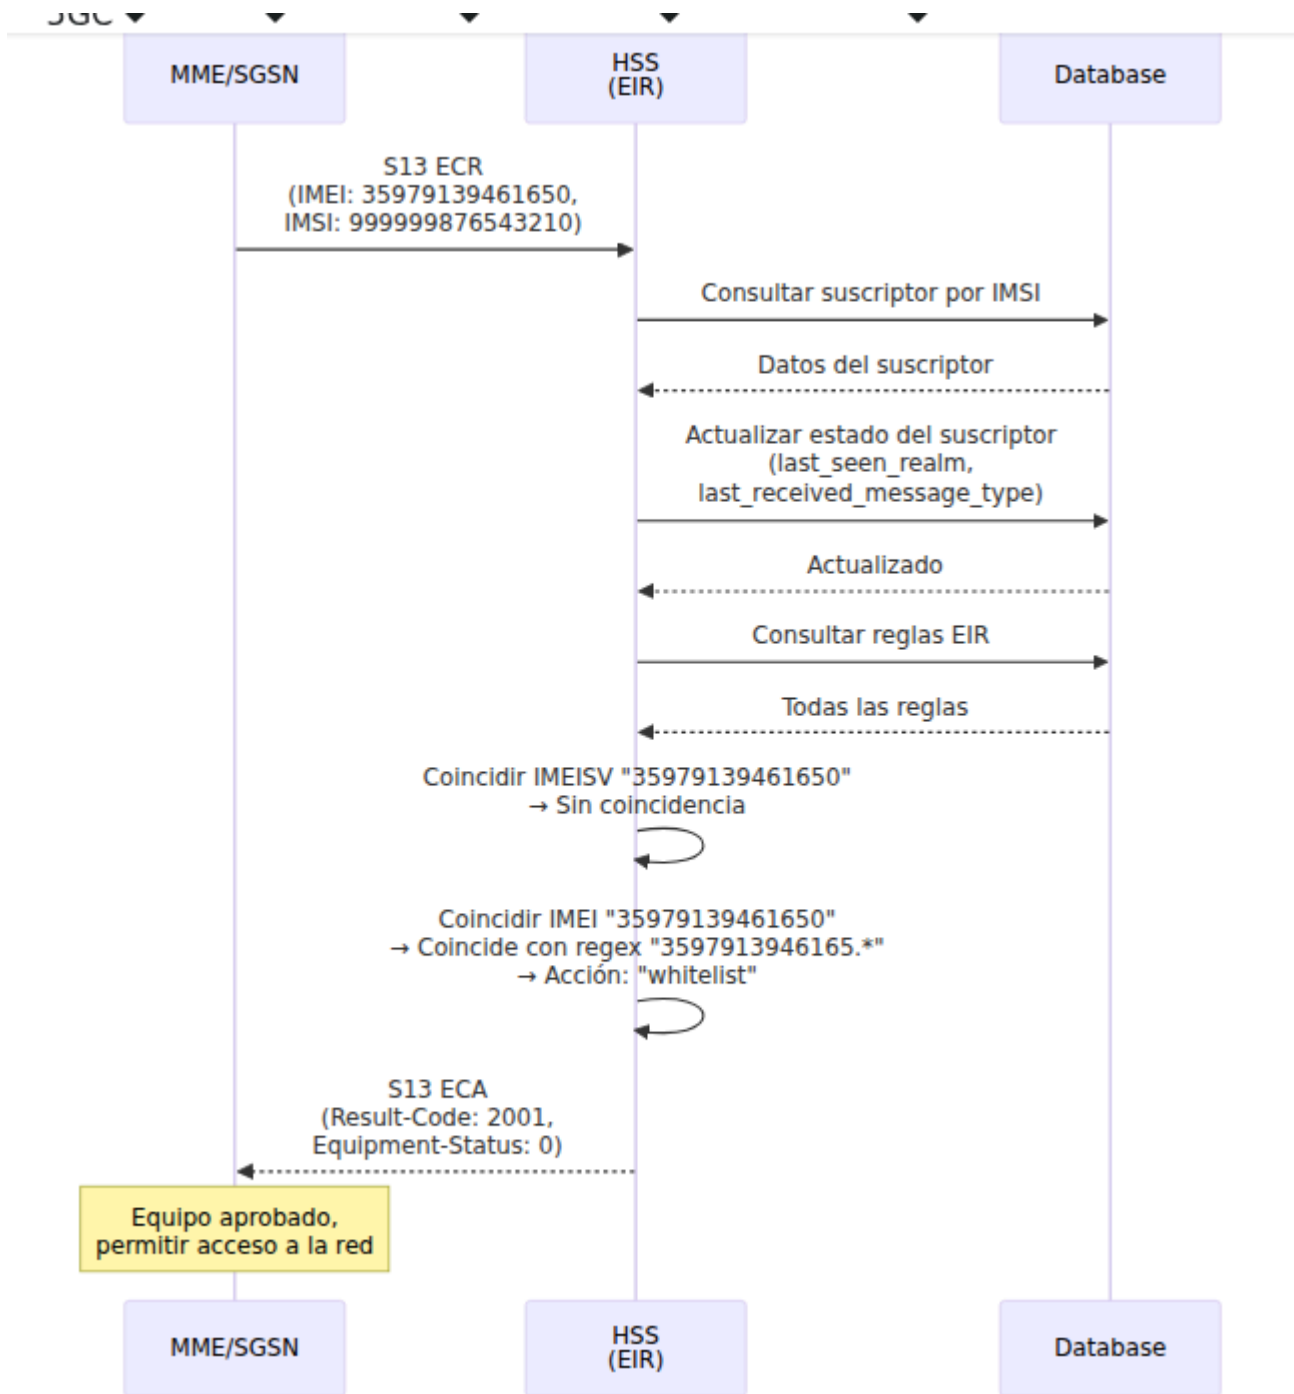 MME/SGSN
HSS
(EIR)
Database
S13 ECR
(IMEI: 35979139461650,
IMSI: 999999876543210)
Consultar suscriptor por IMSI
Datos del suscriptor
Actualizar estado del suscriptor
(last_seen_realm,
last_received_message_type)
Actualizado
Consultar reglas EIR
Todas las reglas
Coincidir IMEISV "35979139461650"
→ Sin coincidencia
Coincidir IMEI "35979139461650"
→ Coincide con regex "3597913946165.*"
→ Acción: "whitelist"
S13 ECA
(Result-Code: 2001,
Equipment-Status: 0)
Equipo aprobado,
permitir acceso a la red
MME/SGSN
HSS
(EIR)
Database